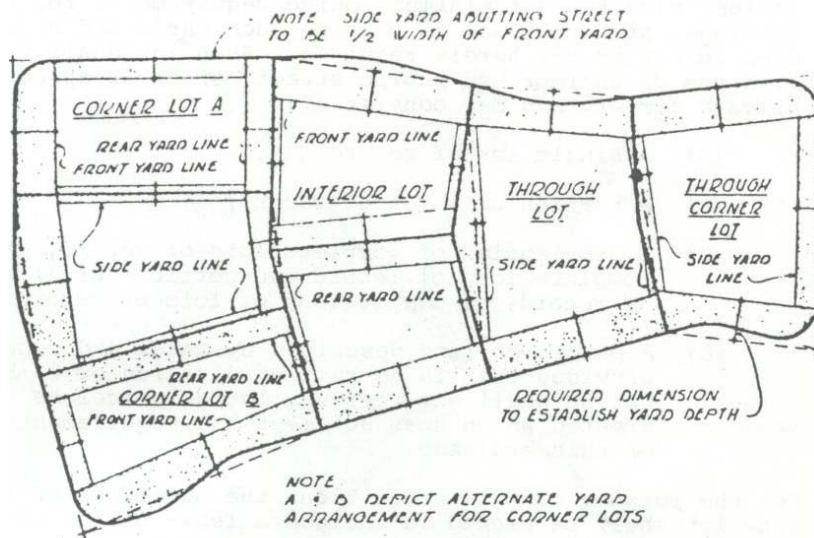 NOTE SIDE YARD ABUTTING STREET
TO BE 1/2 WIDTH OF FRONT YARD
CORNER LOT A
REAR YARD LINE
FRONT YARD LINE
FRONT YARD LINE
INTERIOR LOT
THROUGH
LOT
THROUGH
CORNER
LOT
SIDE YARD LINE
SIDE YARD LINE
SIDE YARD
LINE
REAR YARD LINE
REAR YARD LINE
CORNER LOT B
FRONT YARD LINE
REQUIRED DIMENSION
TO ESTABLISH YARD DEPTH
NOTE
A & B DEPICT ALTERNATE YARD
ARRANGEMENT FOR CORNER LOTS